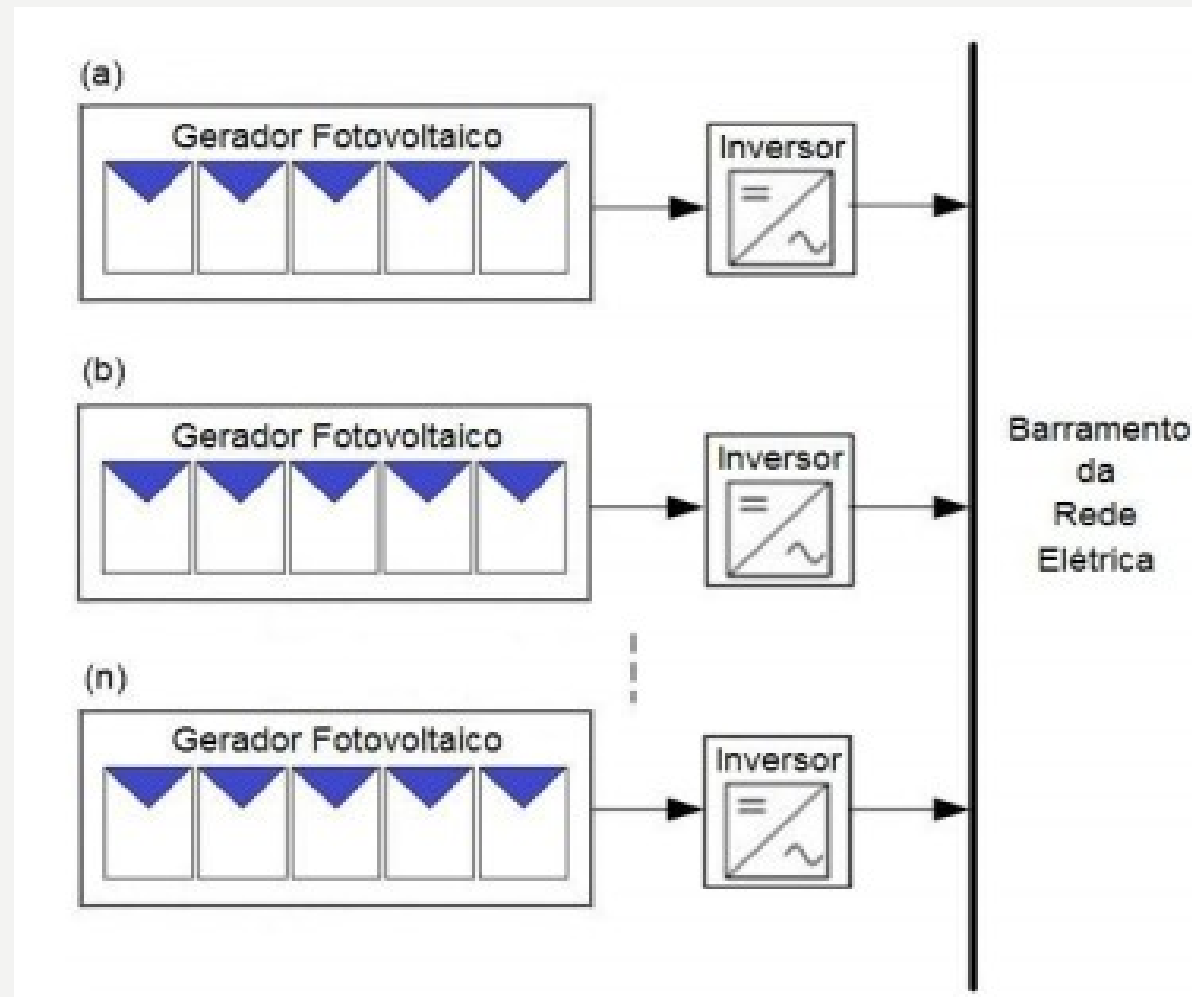 (a)
Gerador Fotovoltaico
Inversor
(b)
Gerador Fotovoltaico
Inversor
Barramento
da
Rede
Elétrica
(n)
Gerador Fotovoltaico
Inversor